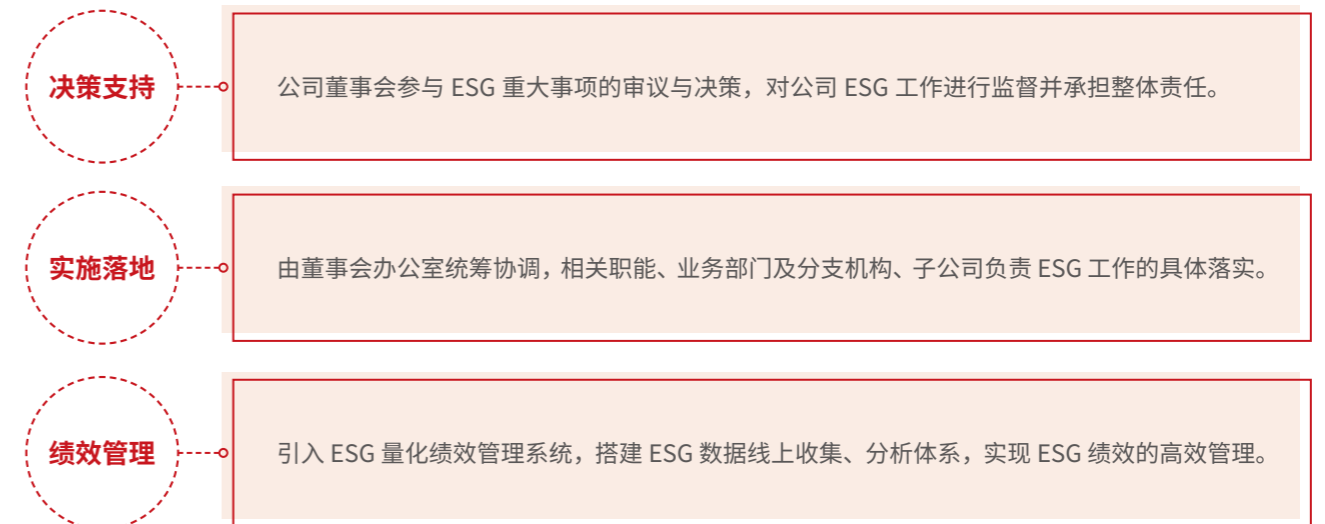 决策支持
公司董事会参与 ESG 重大事项的审议与决策，对公司 ESG 工作进行监督并承担整体责任。
实施落地
由董事会办公室统筹协调，相关职能、业务部门及分支机构、子公司负责 ESG 工作的具体落实。
绩效管理
引入 ESG 量化绩效管理系统，搭建 ESG 数据线上收集、分析体系，实现 ESG 绩效的高效管理。